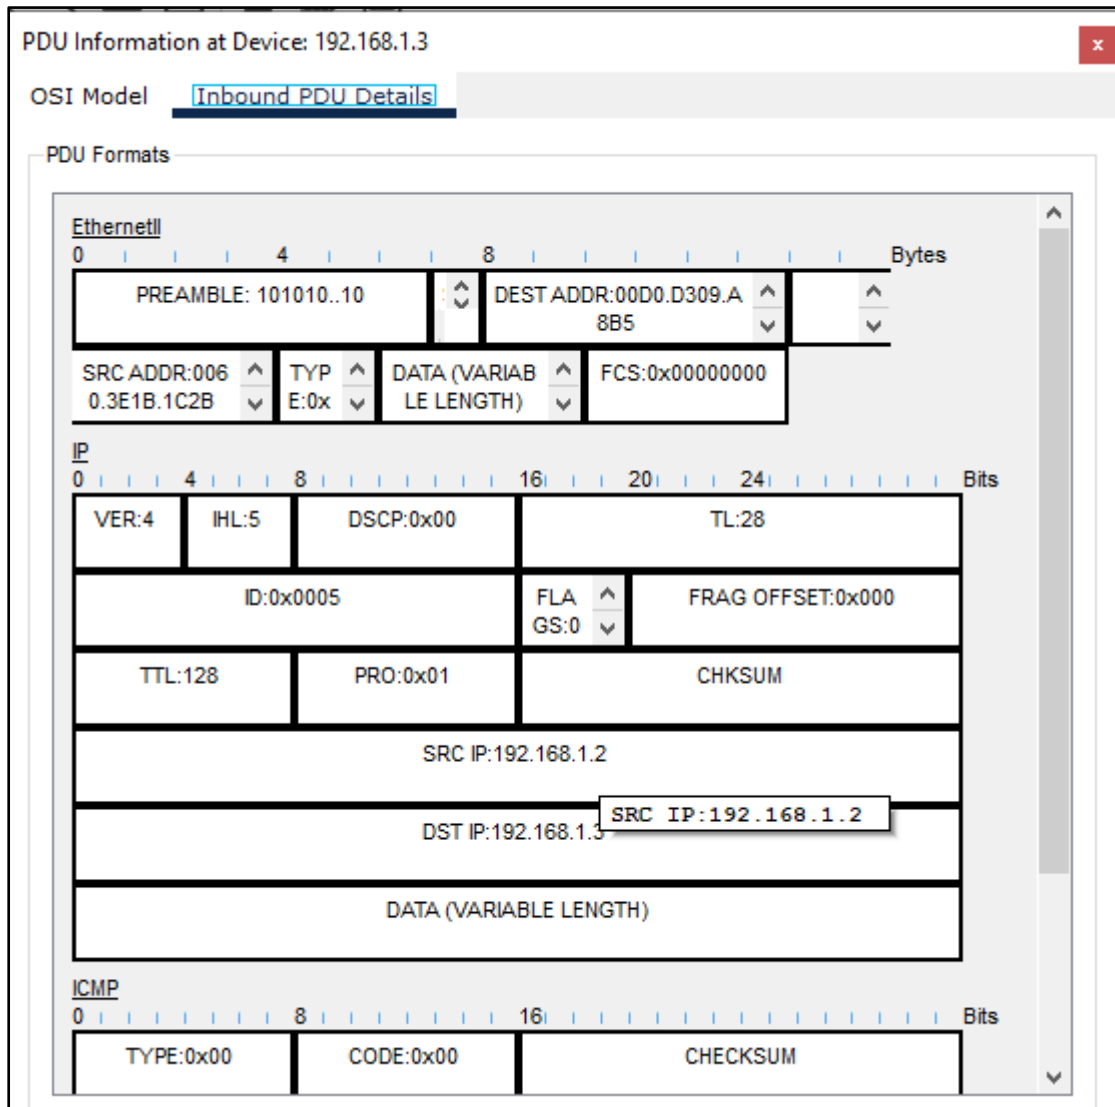 PDU Information at Device: 192.168.1.3
x
OSI Model Inbound PDU Details
PDU Formats
EthernetII
0 4 8 Bytes
PREAMBLE: 101010..10 DEST ADDR:00D0.D309.A
8B5
SRC ADDR:006 TYP DATA (VARIAB FCS:0x00000000
0.3E1B.1C2B E:0x LE LENGTH)
IP
0 4 8 16 20 24 Bits
VER:4 IHL:5 DSCP:0x00 TL:28
ID:0x0005 FLA FRAG OFFSET:0x000
GS:0
TTL:128 PRO:0x01 CHKSUM
SRC IP:192.168.1.2
SRC IP:192.168.1.2
DST IP:192.168.1.3
DATA (VARIABLE LENGTH)
ICMP
0 8 16 Bits
TYPE:0x00 CODE:0x00 CHECKSUM